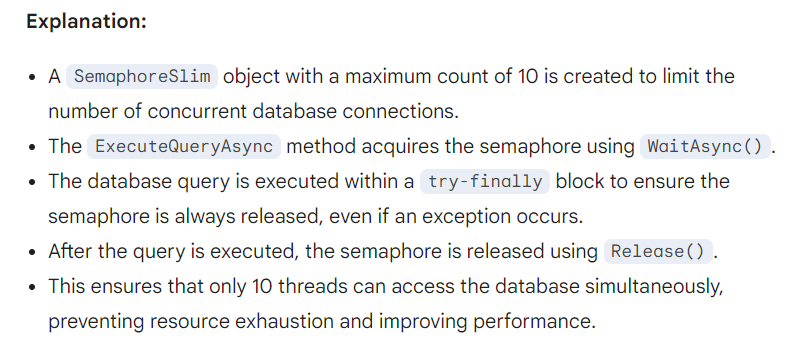 Explanation:
• A SemaphoreSlim object with a maximum count of 10 is created to limit the
number of concurrent database connections.
• The ExecuteQueryAsync method acquires the semaphore using WaitAsync() .
• The database query is executed within a try-finally block to ensure the
semaphore is always released, even if an exception occurs.
• After the query is executed, the semaphore is released using Release() .
• This ensures that only 10 threads can access the database simultaneously,
preventing resource exhaustion and improving performance.